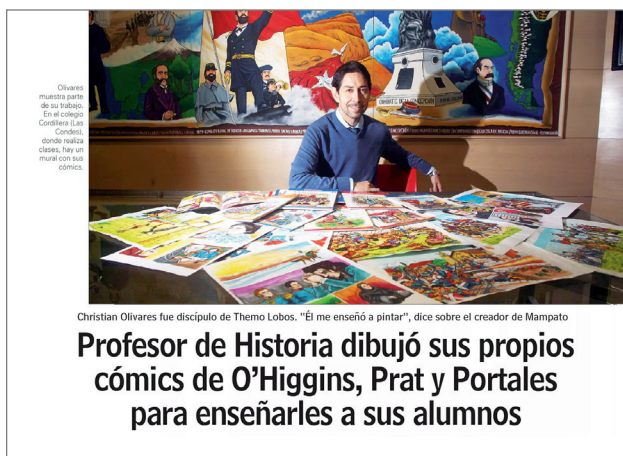 Olivares
muestra parte
de su trabajo.
En el colegio
Cordillera (Las
Condes),
donde realiza
clases, hay un
mural con sus
cómics.
Christian Olivares fue discípulo de Themo Lobos. "Él me enseñó a pintar", dice sobre el creador de Mampato
Profesor de Historia dibujó sus propios
cómics de O'Higgins, Prat y Portales
para enseñarles a sus alumnos